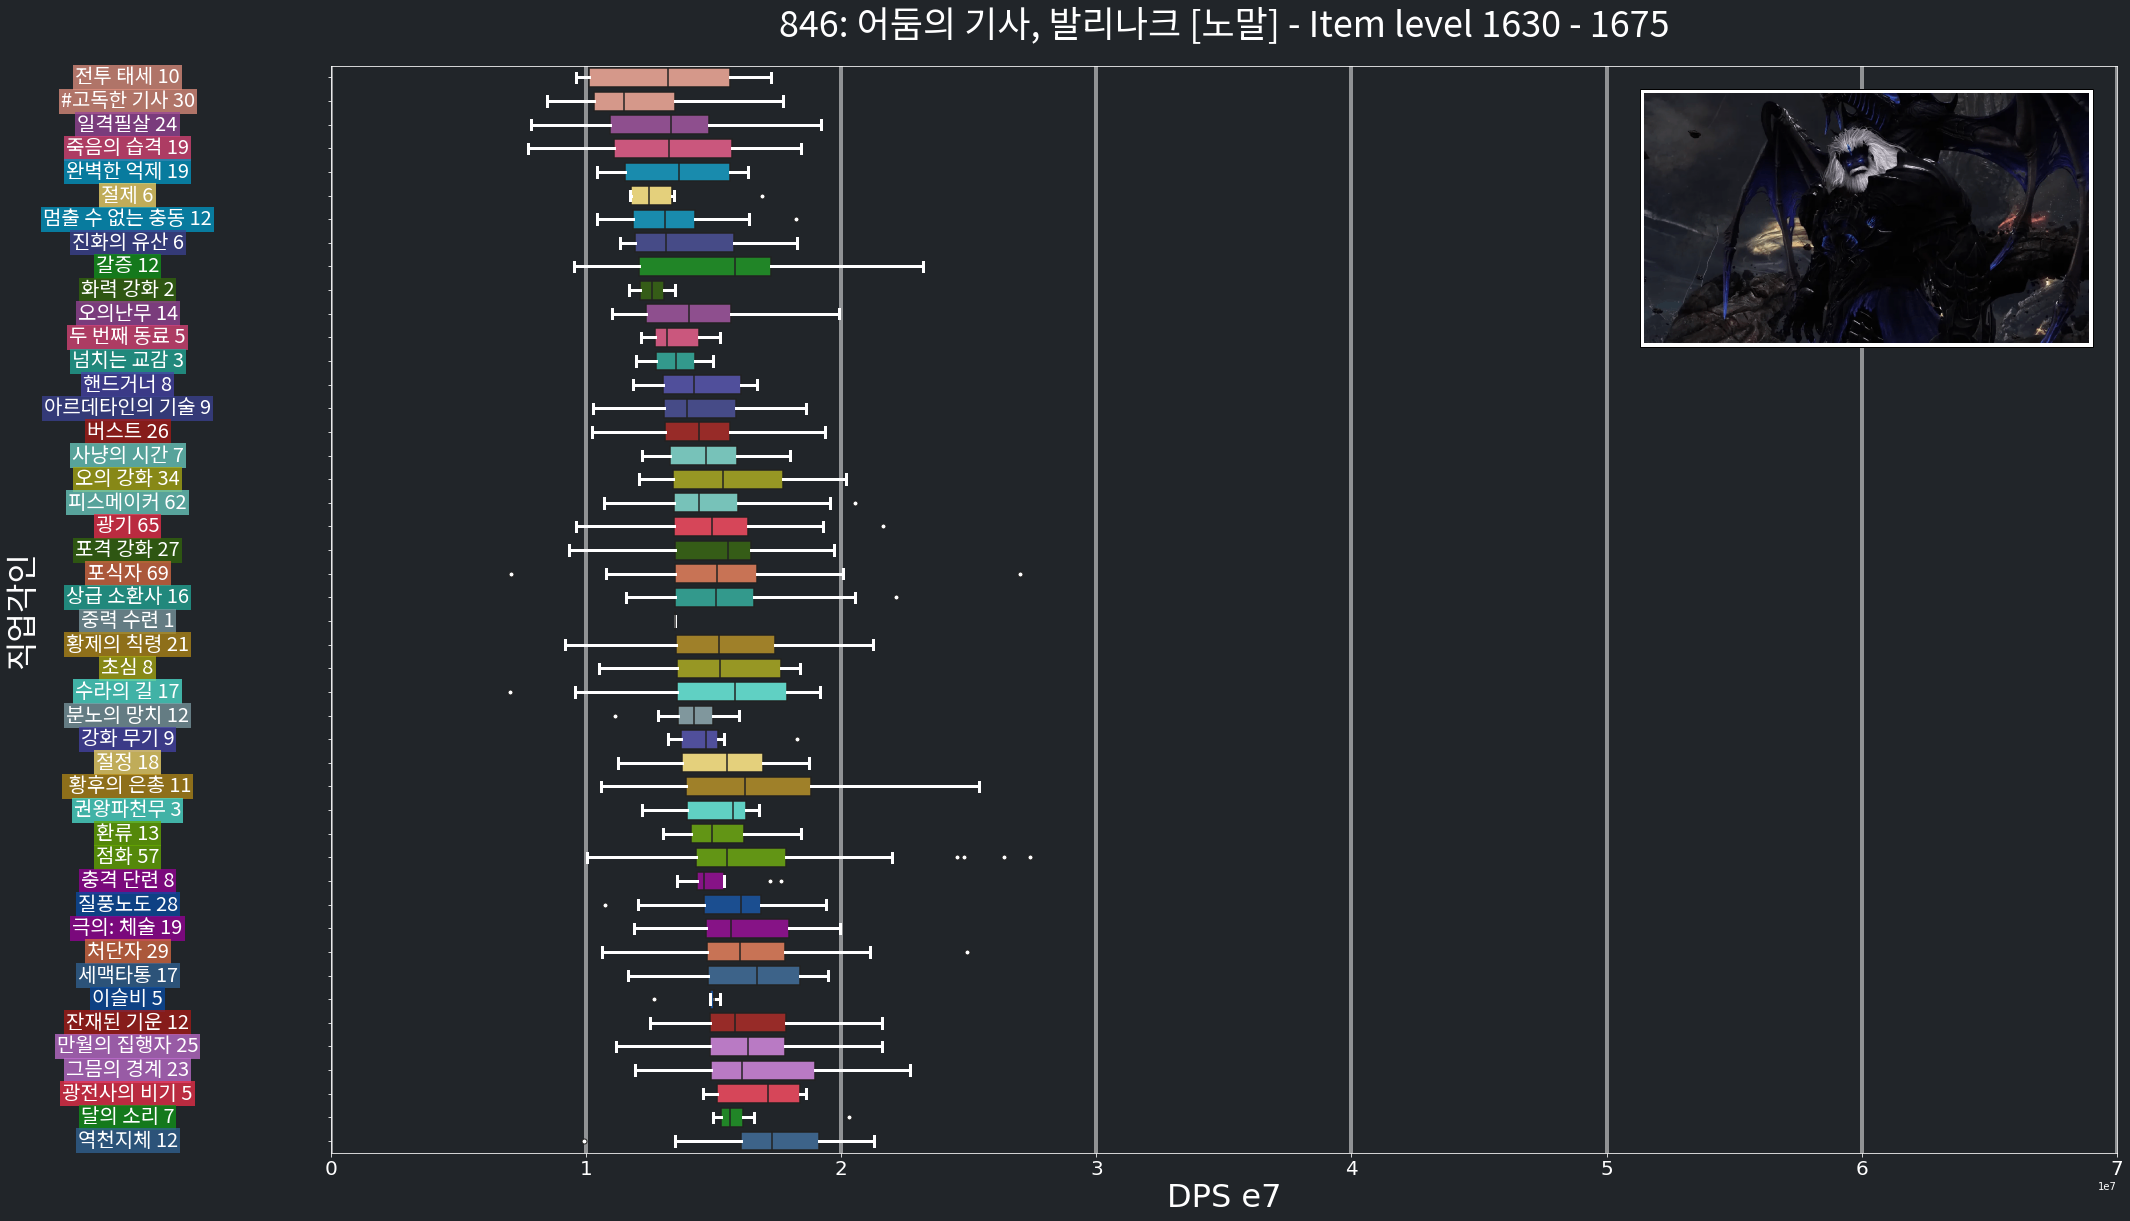 846: 어둠의 기사, 발리나크 [노말] - Item level 1630 - 1675
직업각인
전투 태세 10
#고독한 기사 30
일격필살 24
죽음의 습격 19
완벽한 억제 19
절제 6
멈출 수 없는 충동 12
진화의 유산 6
갈증 12
화력 강화 2
오의난무 14
두 번째 동료 5
넘치는 교감 3
핸드거너 8
아르데타인의 기술 9
버스트 26
사냥의 시간 7
오의 강화 34
피스메이커 62
광기 65
포격 강화 27
포식자 69
상급 소환사 16
중력 수련 1
황제의 칙령 21
초심 8
수라의 길 17
분노의 망치 12
강화 무기 9
절정 18
황후의 은총 11
권왕파천무 3
환류 13
점화 57
충격 단련 8
질풍노도 28
극의: 체술 19
처단자 29
세맥타통 17
이슬비 5
잔재된 기운 12
만월의 집행자 25
그믐의 경계 23
광전사의 비기 5
달의 소리 7
역천지체 12
0 1 2 3 4 5 6 7
1e7
DPS e7